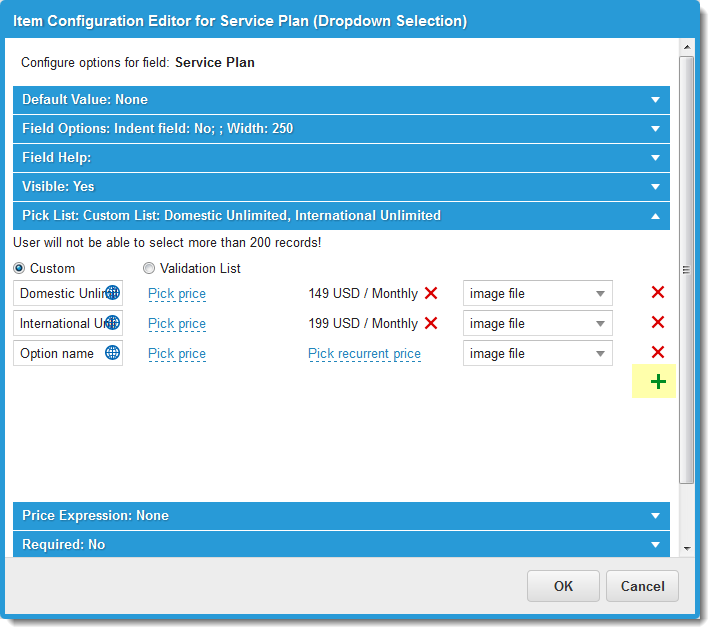 Item Configuration Editor for Service Plan (Dropdown Selection)
Configure options for field: Service Plan
Default Value: None
Field Options: Indent field: No; ; Width: 250
Field Help:
Visible: Yes
Pick List: Custom List: Domestic Unlimited, International Unlimited
User will not be able to select more than 200 records!
Custom Validation List
Domestic Unlim Pick price 149 USD / Monthly image file
International Un Pick price 199 USD / Monthly image file
Option name Pick price Pick recurrent price image file
Price Expression: None
Required: No
OK Cancel